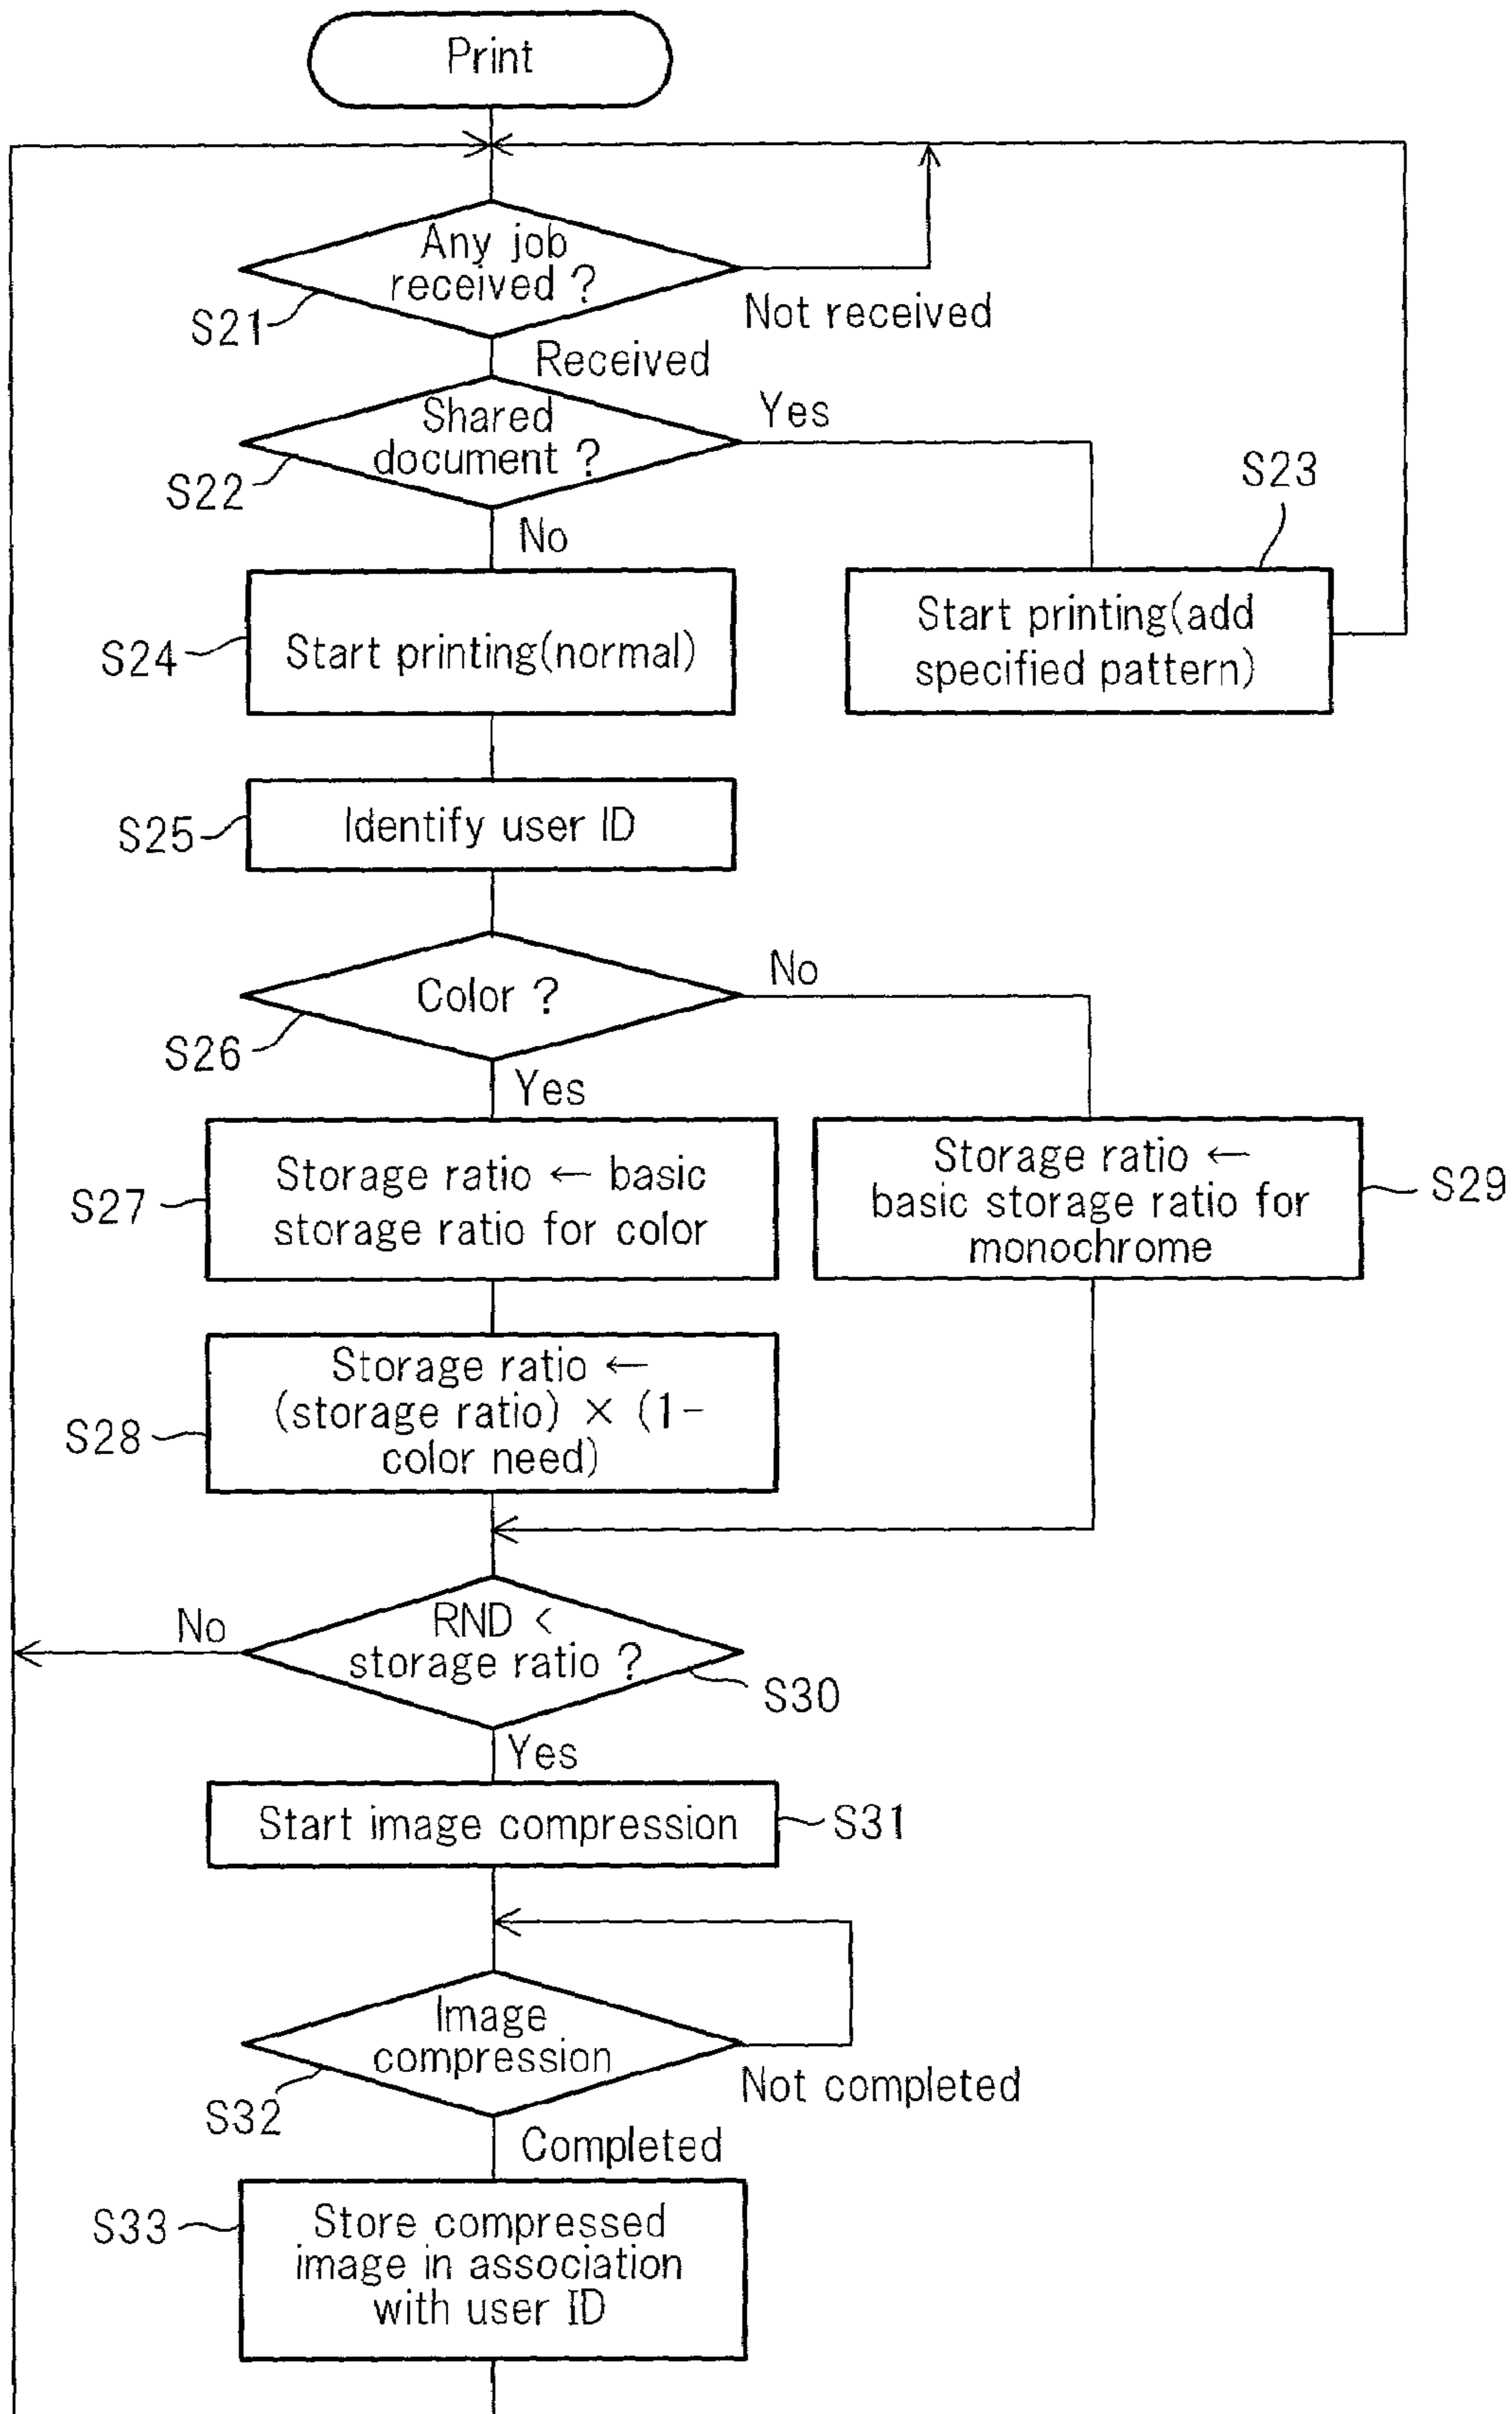 Print
Any job
received ?
S21
Not received
Received
Shared
document ?
Yes
S22
No
S23
Start printing(add
specified pattern)
S24
Start printing(normal)
S25
Identify user ID
Color ?
No
S26
Yes
S27
Storage ratio ← basic
storage ratio for color
Storage ratio ←
basic storage ratio for
monochrome
S29
S28
Storage ratio ←
(storage ratio) × (1-
color need)
No
RND <
storage ratio ?
S30
Yes
Start image compression
S31
Image
compression
S32
Not completed
Completed
S33
Store compressed
image in association
with user ID